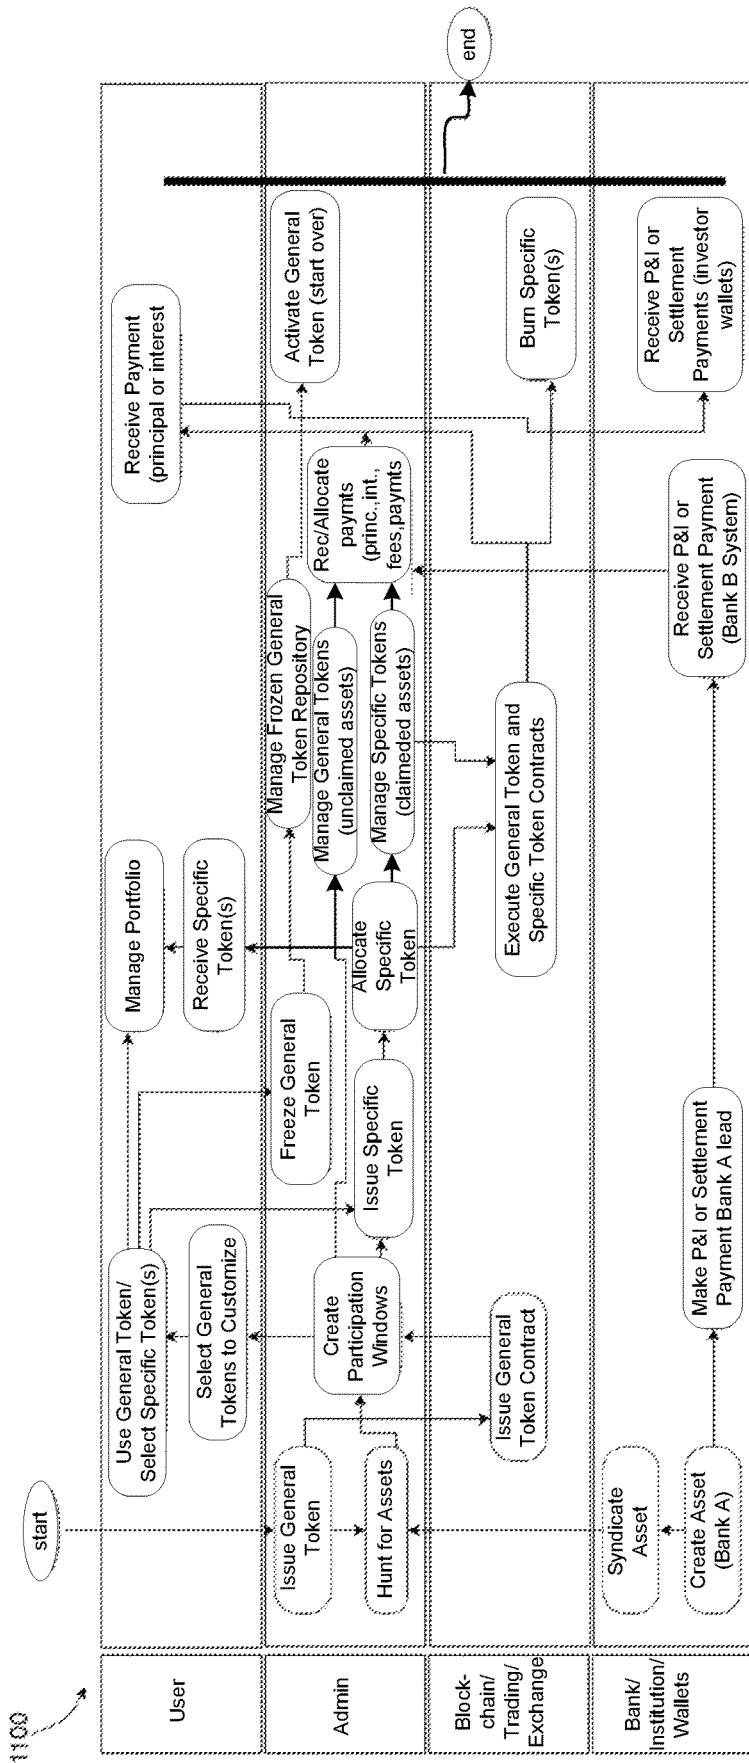 1100
start
end
User
Use General Token/
Select Specific Token(s)
Select General
Tokens to Customize
Manage Portfolio
Receive Specific
Token(s)
Receive Payment
(principal or interest
Admin
Issue General
Token
Hunt for Assets
Create
Participation
Windows
Freeze General
Token
Issue Specific
Token
Allocate
Specific
Token
Manage Frozen General
Token Repository
Manage General Tokens
(unclaimed assets)
Manage Specific Tokens
(claimeded assets)
Rec/Allocate
paymt
(princ.,int.,
fees,paymts
Activate General
Token (start over)
Block-
chain/
Trading/
Exchange
Issue General
Token Contract
Execute General Token and
Specific Token Contracts
Burn Specific
Token(s)
Bank/
Institution/
Wallets
Syndicate
Asset
Create Asset
(Bank A)
Make P&I or Settlement
Payment Bank A lead
Receive P&I or
Settlement Payment
(Bank B System)
Receive P&I or
Settlement
Payments (investor
wallets)